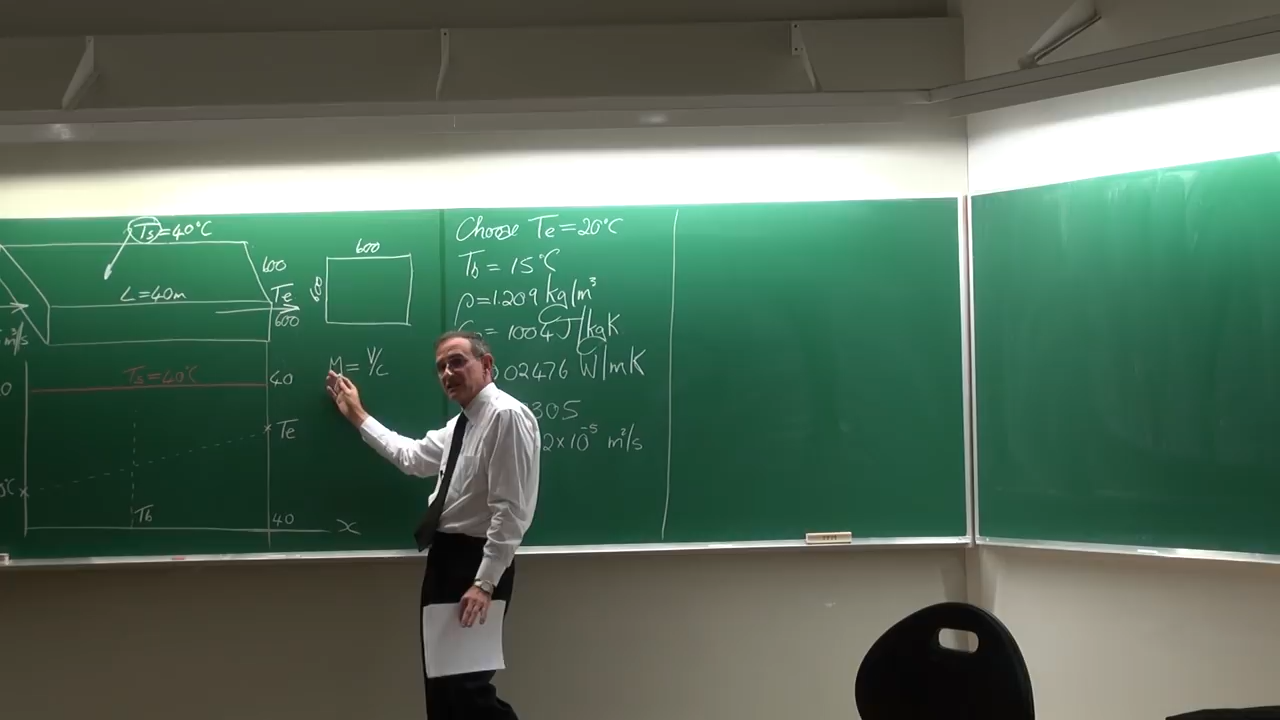 Ts=40°C
600
L=40m
Te
600
m³/s
Ts=40°C
40
Te
Tb
40
x
600
600
M = V/c
Choose Te=20°C
Tb = 15°C
ρ=1.209 kg/m³
= 1004 J/kgK
02476 W/mK
305
2×10⁻⁵ m²/s